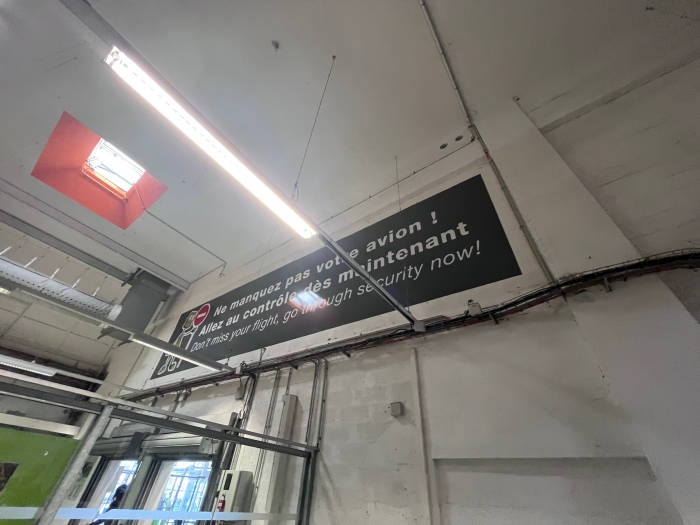 Ne manquez pas votre avion !
Allez au contrôle dès maintenant
Don't miss your flight, go through security now!